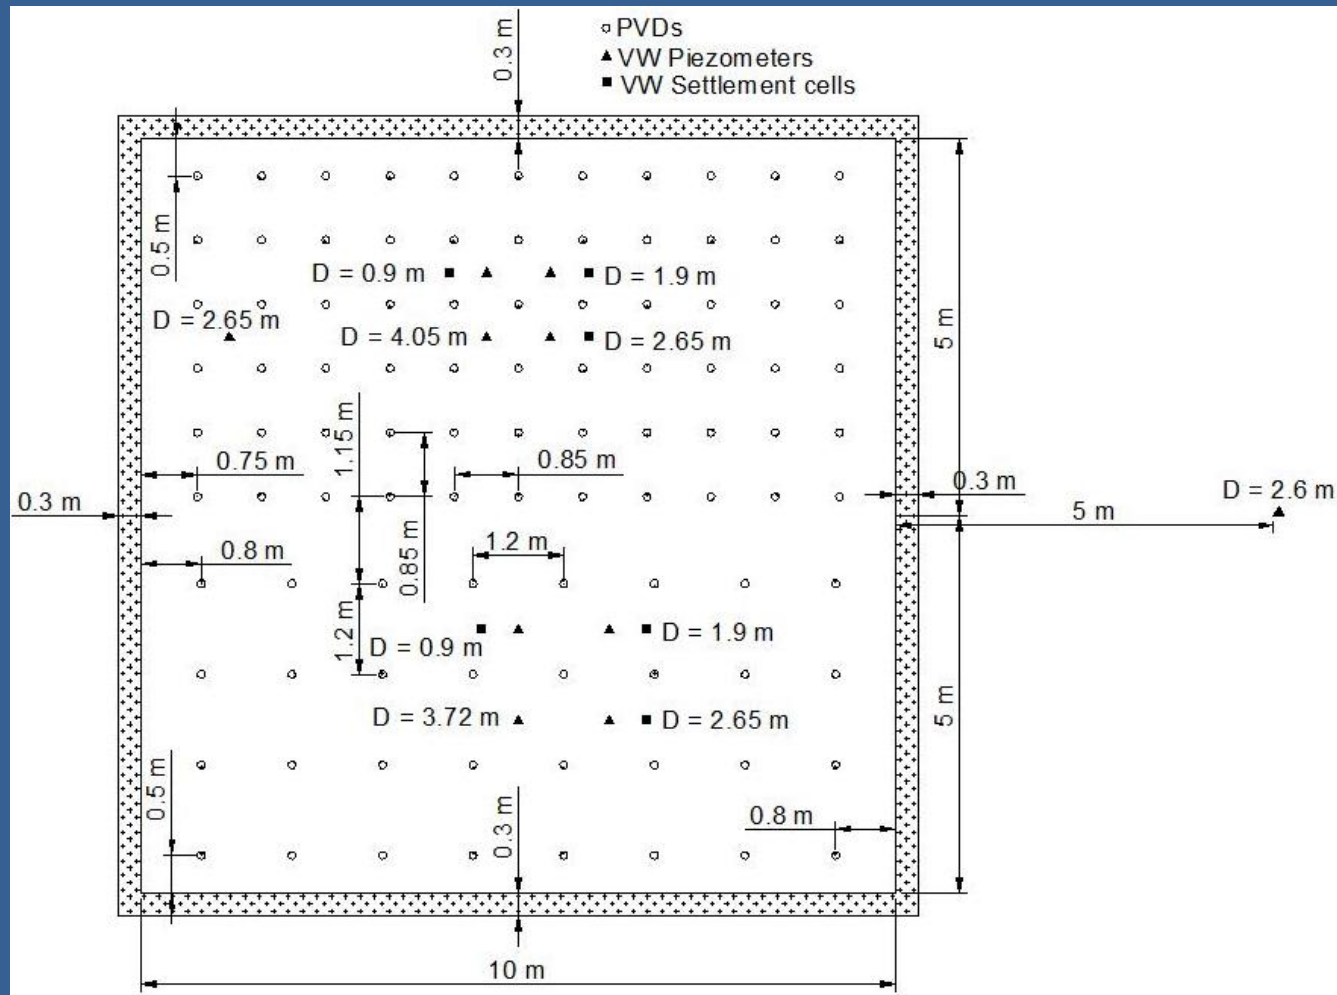 0.3 m
PVDs
VW Piezometers
VW Settlement cells
0.5 m
D = 0.9 m
D = 1.9 m
D = 2.65 m
D = 4.05 m
D = 2.65 m
5 m
1.15 m
0.75 m
0.85 m
0.3 m
0.3 m
D = 2.6 m
5 m
0.8 m
0.85 m
1.2 m
1.2 m
D = 0.9 m
D = 1.9 m
D = 3.72 m
D = 2.65 m
5 m
0.5 m
0.3 m
0.8 m
10 m